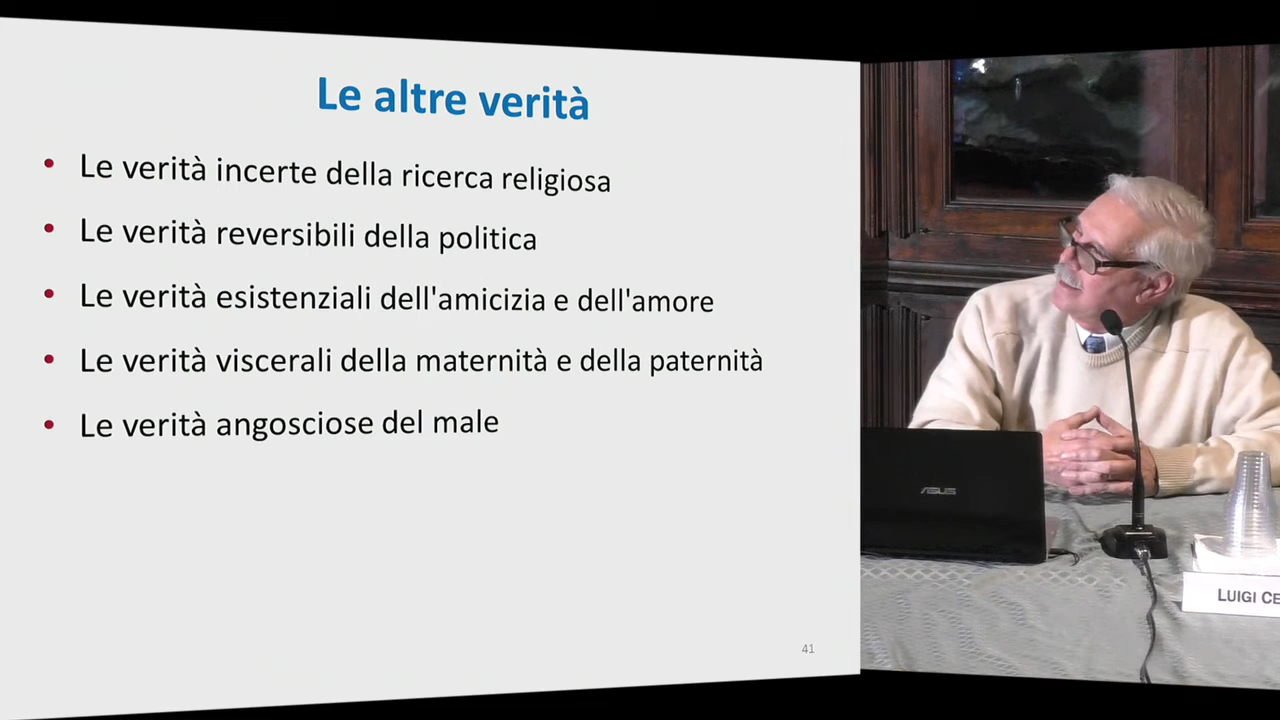 Le altre verità
• Le verità incerte della ricerca religiosa
• Le verità reversibili della politica
• Le verità esistenziali dell'amicizia e dell'amore
• Le verità viscerali della maternità e della paternità
• Le verità angosciose del male
41
ASUS
LUIGI